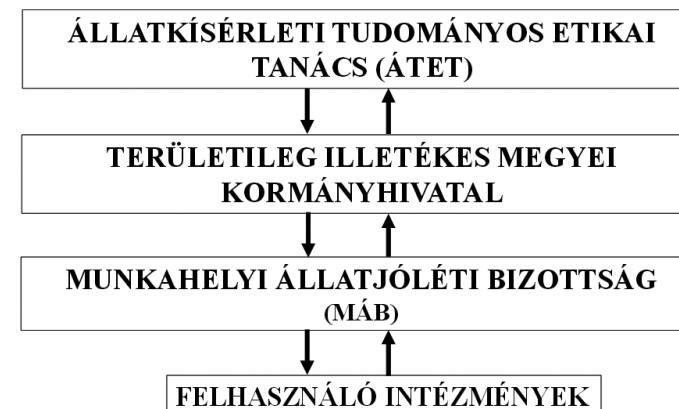 ÁLLATKÍSÉRLETI TUDOMÁNYOS ETIKAI
TANÁCS (ÁTET)
TERÜLETILEG ILLETÉKES MEGYEI
KORMÁNYHIVATAL
MUNKAHELYI ÁLLATJÓLÉTI BIZOTTSÁG
(MÁB)
FELHASZNÁLÓ INTÉZMÉNYEK